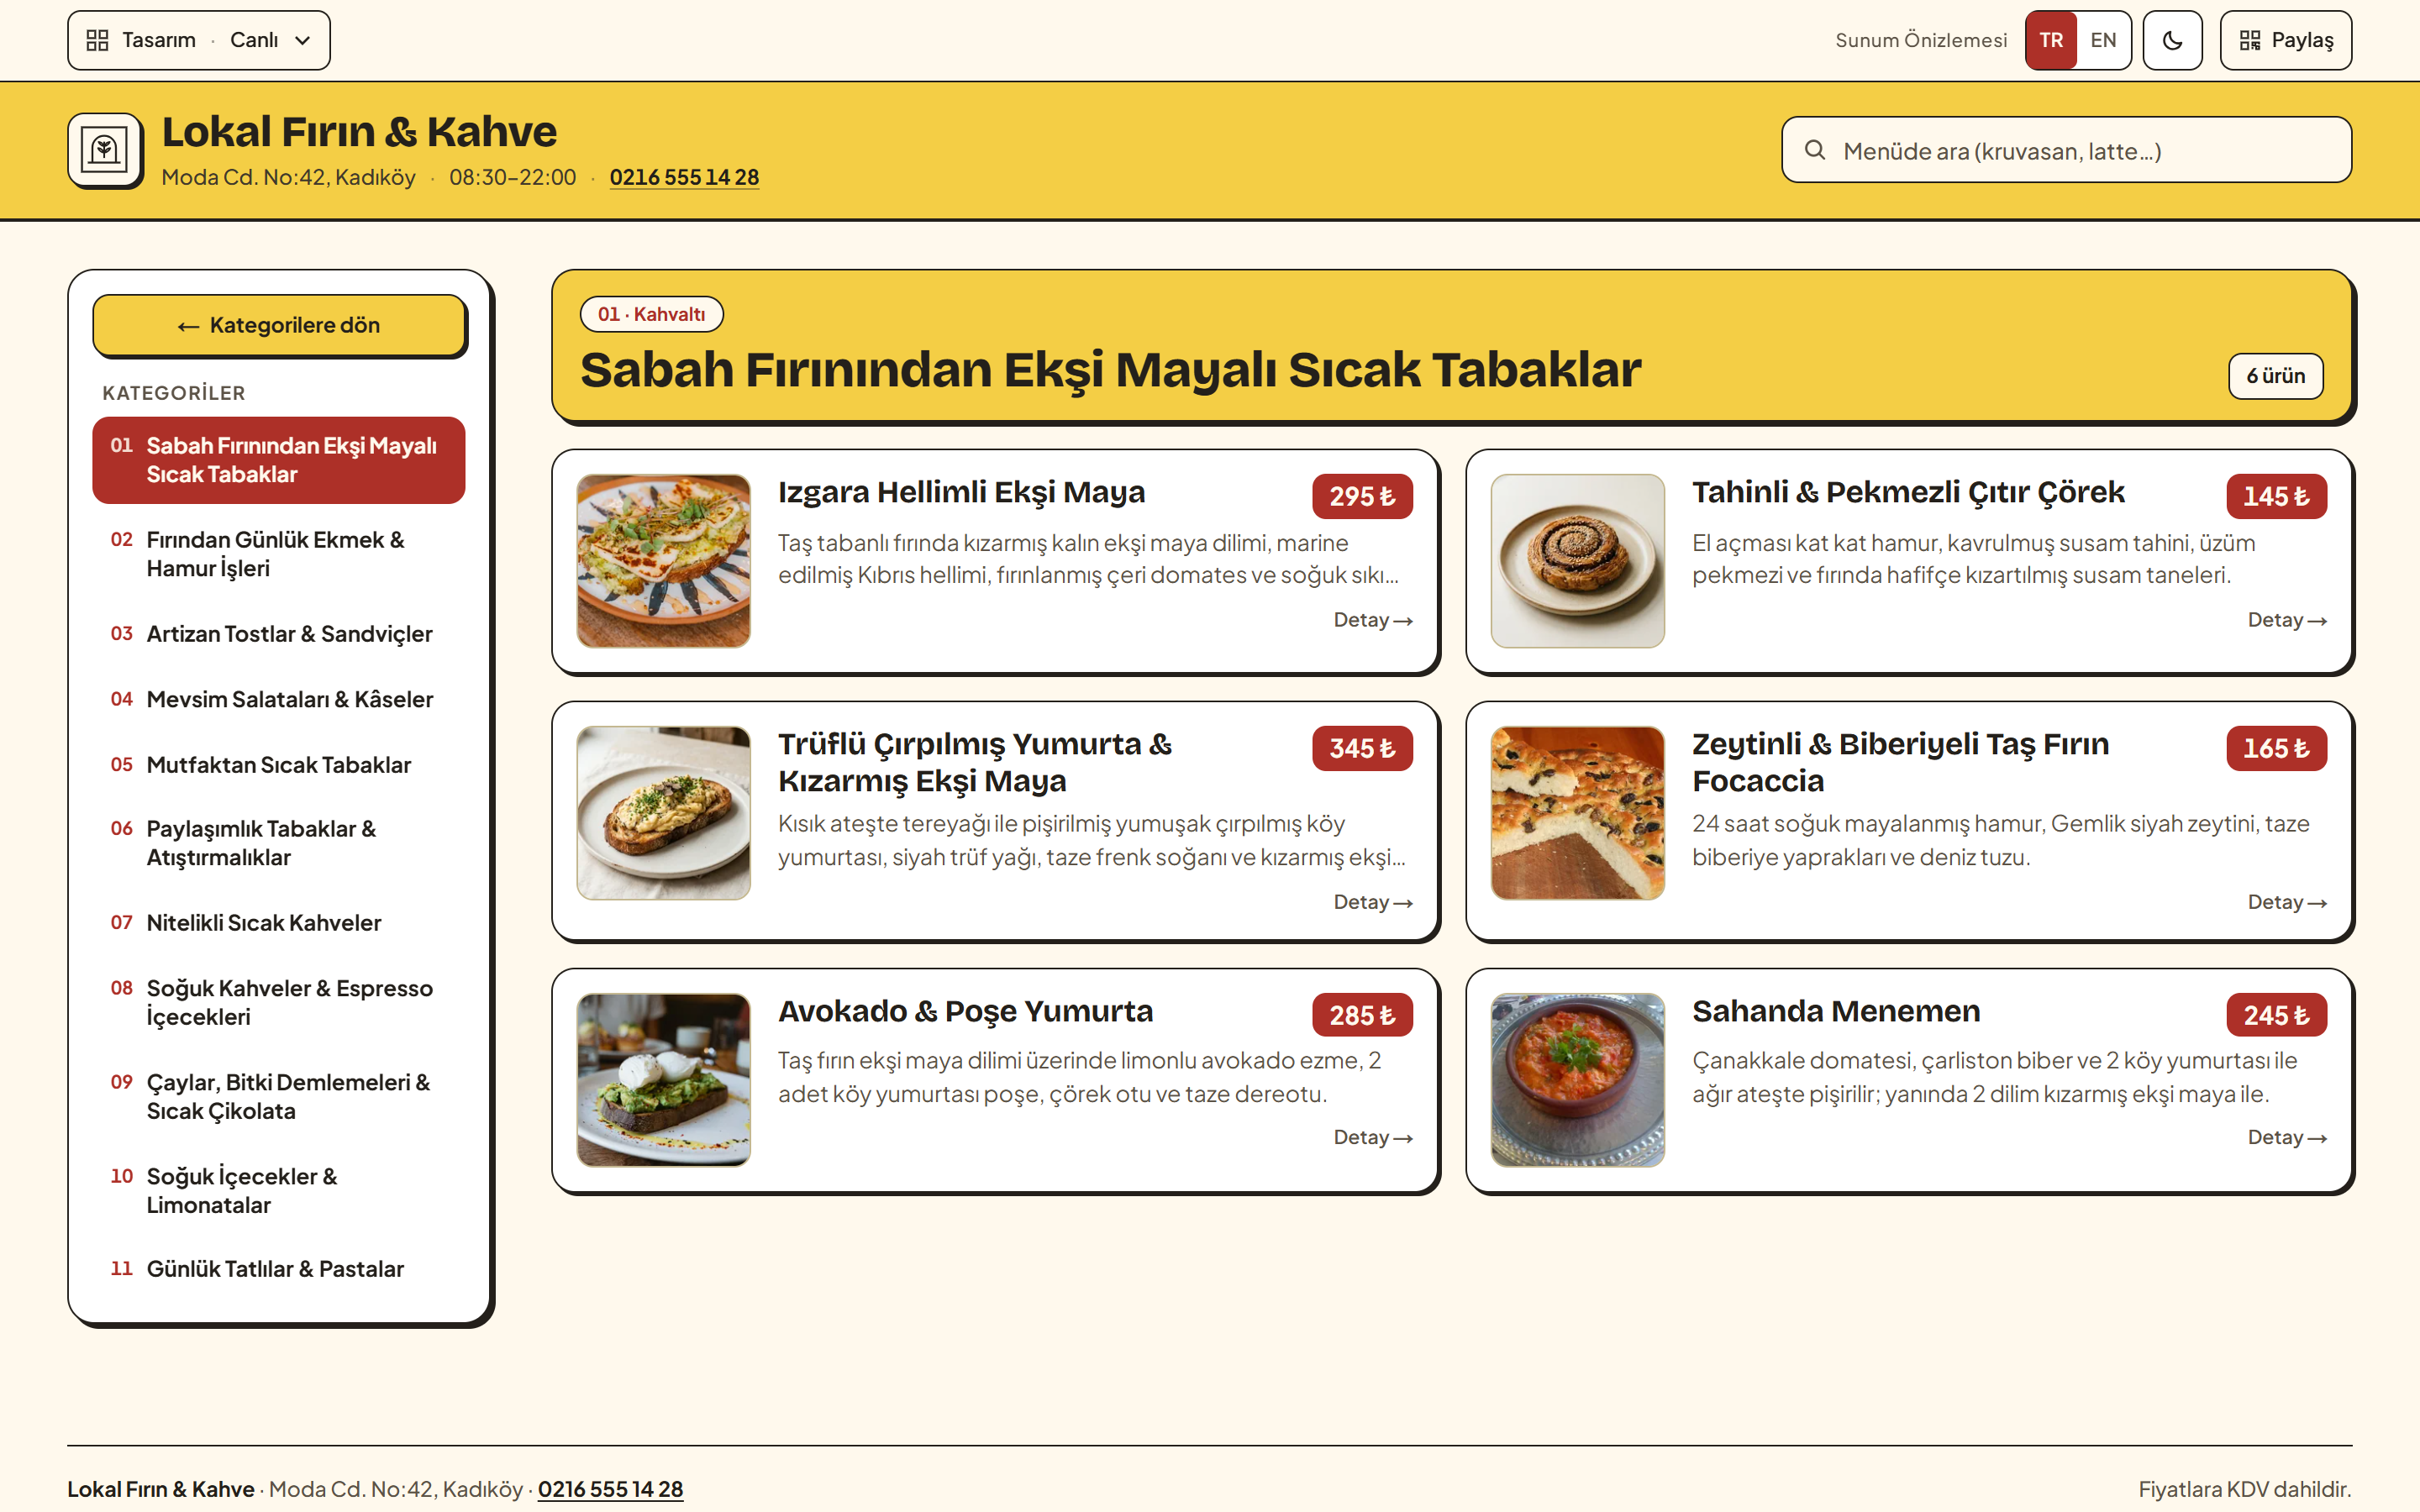 Tasarım · Canlı
Sunum Önizlemesi
TR EN
Paylaş
Lokal Fırın & Kahve
Moda Cd. No:42, Kadıköy · 08:30–22:00 · 0216 555 14 28
Menüde ara (kruvasan, latte...)
← Kategorilere dön
KATEGORİLER
01 Sabah Fırınından Ekşi Mayalı
Sıcak Tabaklar
02 Fırından Günlük Ekmek &
Hamur İşleri
03 Artizan Tostlar & Sandviçler
04 Mevsim Salataları & Kâseler
05 Mutfaktan Sıcak Tabaklar
06 Paylaşımlık Tabaklar &
Atıştırmalıklar
07 Nitelikli Sıcak Kahveler
08 Soğuk Kahveler & Espresso
İçecekleri
09 Çaylar, Bitki Demlemeleri &
Sıcak Çikolata
10 Soğuk İçecekler &
Limonatalar
11 Günlük Tatlılar & Pastalar
01 · Kahvaltı
Sabah Fırınından Ekşi Mayalı Sıcak Tabaklar
6 ürün
Izgara Hellimli Ekşi Maya
295 ₺
Taş tabanlı fırında kızarmış kalın ekşi maya dilimi, marine
edilmiş Kıbrıs hellimi, fırınlanmış çeri domates ve soğuk sıkı...
Detay →
Tahinli & Pekmezli Çıtır Çörek
145 ₺
El açması kat kat hamur, kavrulmuş susam tahini, üzüm
pekmezi ve fırında hafifçe kızartılmış susam taneleri.
Detay →
Trüflü Çırpılmış Yumurta &
Kızarmış Ekşi Maya
345 ₺
Kısık ateşte tereyağı ile pişirilmiş yumuşak çırpılmış köy
yumurtası, siyah trüf yağı, taze frenk soğanı ve kızarmış ekşi...
Detay →
Zeytinli & Biberiyeli Taş Fırın
Focaccia
165 ₺
24 saat soğuk mayalanmış hamur, Gemlik siyah zeytini, taze
biberiye yaprakları ve deniz tuzu.
Detay →
Avokado & Poşe Yumurta
285 ₺
Taş fırın ekşi maya dilimi üzerinde limonlu avokado ezme, 2
adet köy yumurtası poşe, çörek otu ve taze dereotu.
Detay →
Sahanda Menemen
245 ₺
Çanakkale domatesi, çarliston biber ve 2 köy yumurtası ile
ağır ateşte pişirilir; yanında 2 dilim kızarmış ekşi maya ile.
Detay →
Lokal Fırın & Kahve · Moda Cd. No:42, Kadıköy · 0216 555 14 28
Fiyatlara KDV dahildir.